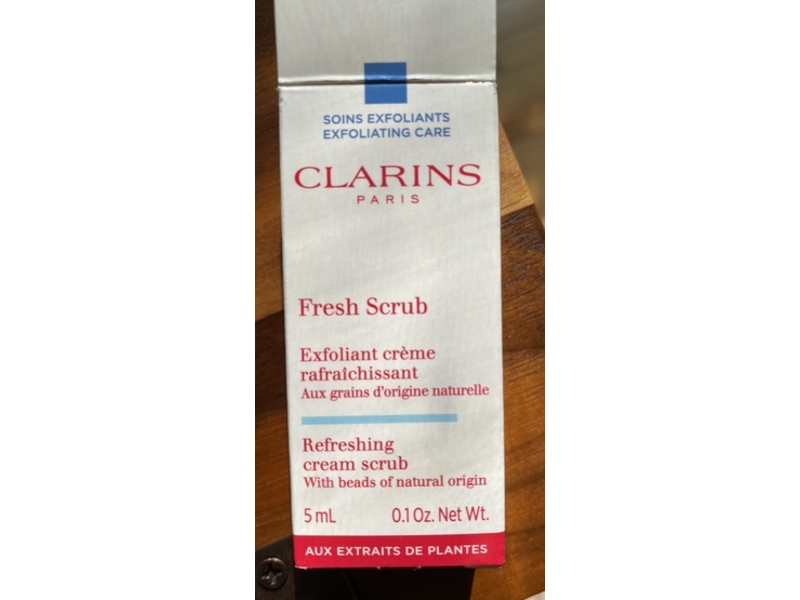 SOINS EXFOLIANTS
EXFOLIATING CARE
CLARINS
PARIS
Fresh Scrub
Exfoliant crème
rafraîchissant
Aux grains d'origine naturelle
Refreshing
cream scrub
With beads of natural origin
5 mL 0.1 Oz. Net Wt.
AUX EXTRAITS DE PLANTES